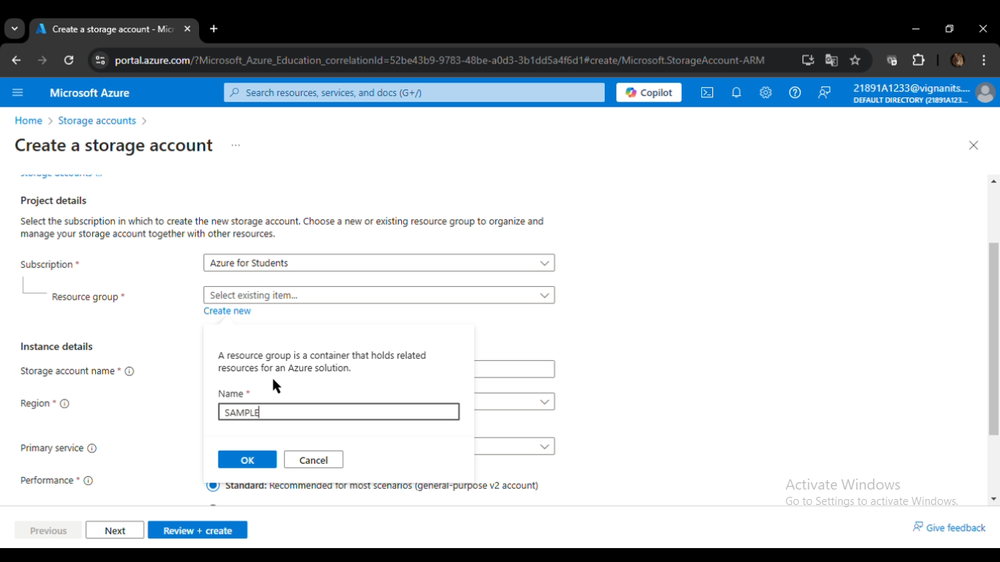 Create a storage account - Mic
portal.azure.com/?Microsoft_Azure_Education_correlationId=52be43b9-9783-48be-a0d3-3b1dd5a4f6d1#create/Microsoft.StorageAccount-ARM
Microsoft Azure
Search resources, services, and docs (G+/)
Copilot
21891A1233@vignanits....
DEFAULT DIRECTORY (21891A123...
Home > Storage accounts >
Create a storage account ...
storage accounts
Project details
Select the subscription in which to create the new storage account. Choose a new or existing resource group to organize and
manage your storage account together with other resources.
Subscription *
Azure for Students
Resource group *
Select existing item...
Create new
A resource group is a container that holds related
resources for an Azure solution.
Name *
SAMPLE
OK
Cancel
Instance details
Storage account name *
Region *
Primary service
Performance *
Standard: Recommended for most scenarios (general-purpose v2 account)
Activate Windows
Go to Settings to activate Windows.
Previous
Next
Review + create
Give feedback